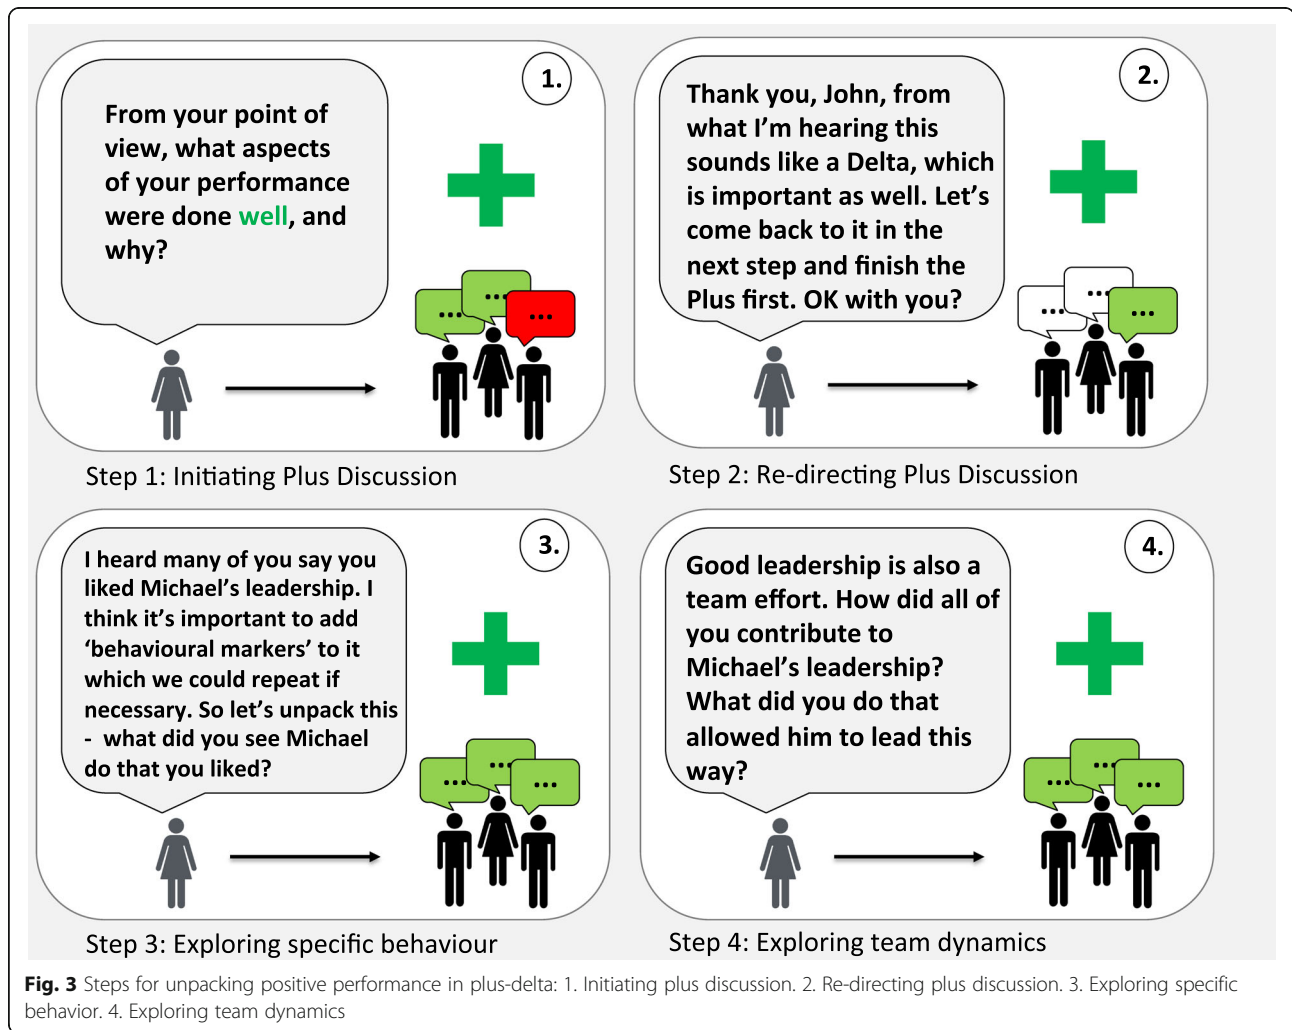 1.
From your point of
view, what aspects
of your performance
were done well, and
why?
...
...
...
Step 1: Initiating Plus Discussion
2.
Thank you, John, from
what I'm hearing this
sounds like a Delta, which
is important as well. Let's
come back to it in the
next step and finish the
Plus first. OK with you?
...
...
...
Step 2: Re-directing Plus Discussion
3.
I heard many of you say you
liked Michael's leadership. I
think it's important to add
‘behavioural markers’ to it
which we could repeat if
necessary. So let's unpack this
- what did you see Michael
do that you liked?
...
...
...
Step 3: Exploring specific behaviour
4.
Good leadership is also a
team effort. How did all of
you contribute to
Michael's leadership?
What did you do that
allowed him to lead this
way?
...
...
...
Step 4: Exploring team dynamics
Fig. 3 Steps for unpacking positive performance in plus-delta: 1. Initiating plus discussion. 2. Re-directing plus discussion. 3. Exploring specific
behavior. 4. Exploring team dynamics